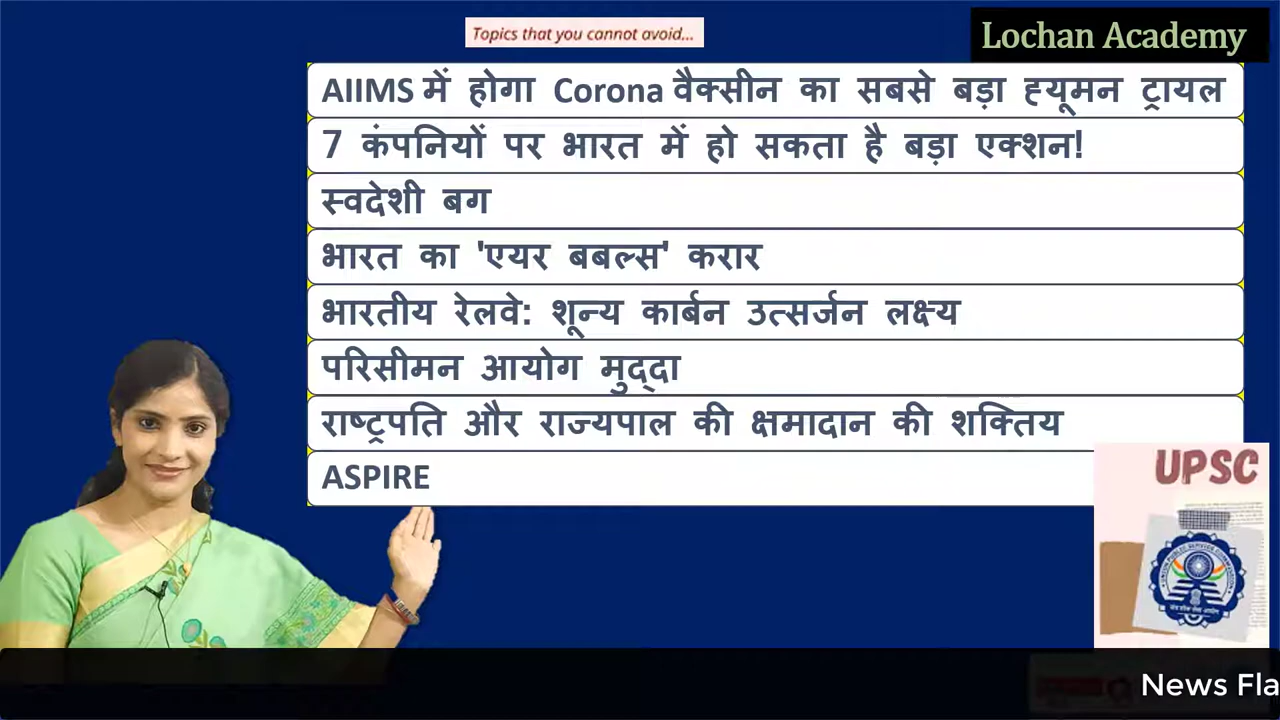 Topics that you cannot avoid...
Lochan Academy
AIIMS में होगा Corona वैक्सीन का सबसे बड़ा ह्यूमन ट्रायल
7 कंपनियों पर भारत में हो सकता है बड़ा एक्शन!
स्वदेशी बग
भारत का 'एयर बबल्स' करार
भारतीय रेलवे: शून्य कार्बन उत्सर्जन लक्ष्य
परिसीमन आयोग मुद्दा
राष्ट्रपति और राज्यपाल की क्षमादान की शक्तिय
ASPIRE
UPSC
News Fla